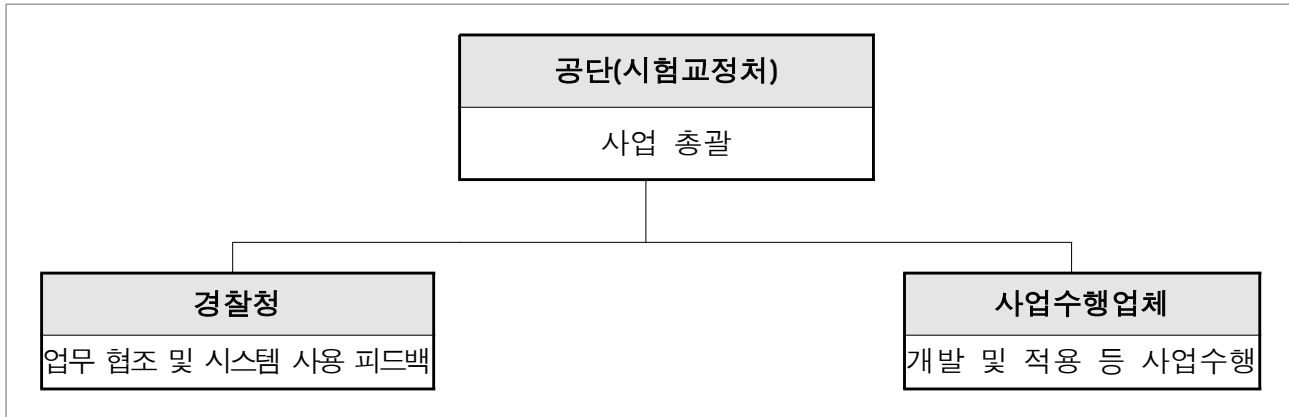 공단(시험교정처)
사업 총괄
경찰청
업무 협조 및 시스템 사용 피드백
사업수행업체
개발 및 적용 등 사업수행